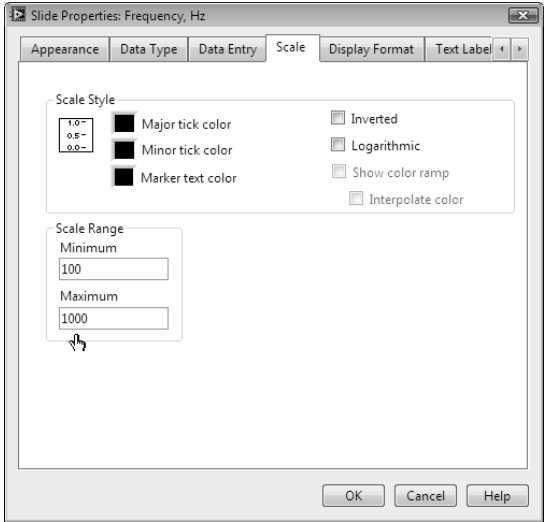 Slide Properties: Frequency, Hz
Appearance Data Type Data Entry Scale Display Format Text Label
Scale Style
1.0
0.5
0.0
Major tick color
Minor tick color
Marker text color
Inverted
Logarithmic
Show color ramp
Interpolate color
Scale Range
Minimum
100
Maximum
1000
OK Cancel Help